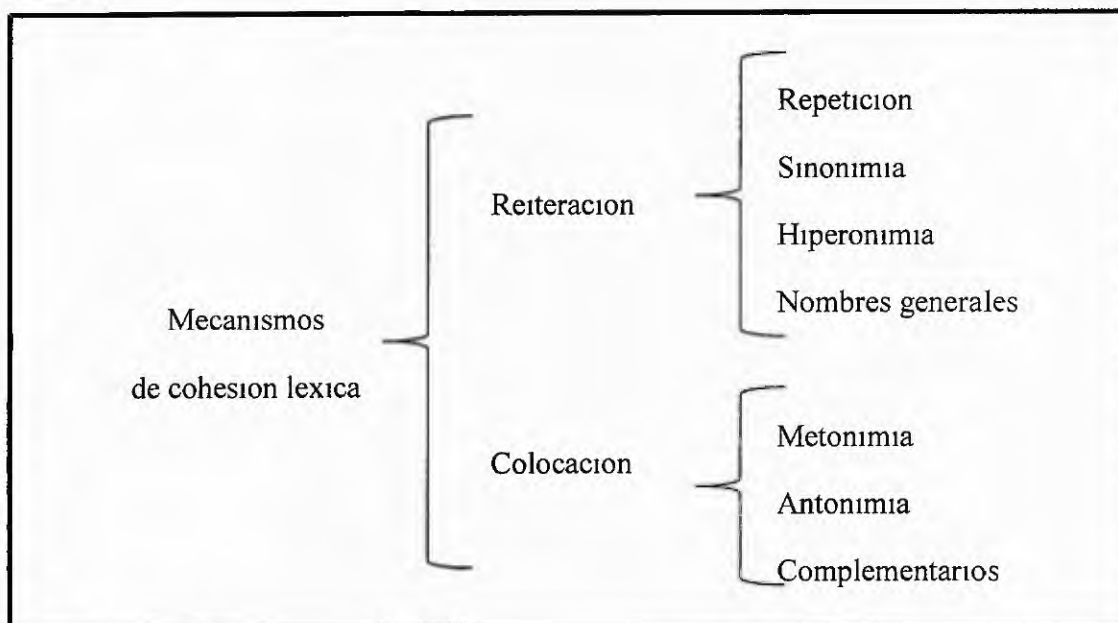 Mecanismos
de cohesion lexica
Reiteracion
Repeticion
Sinonimia
Hiperonimia
Nombres generales
Colocacion
Metonimia
Antonimia
Complementarios